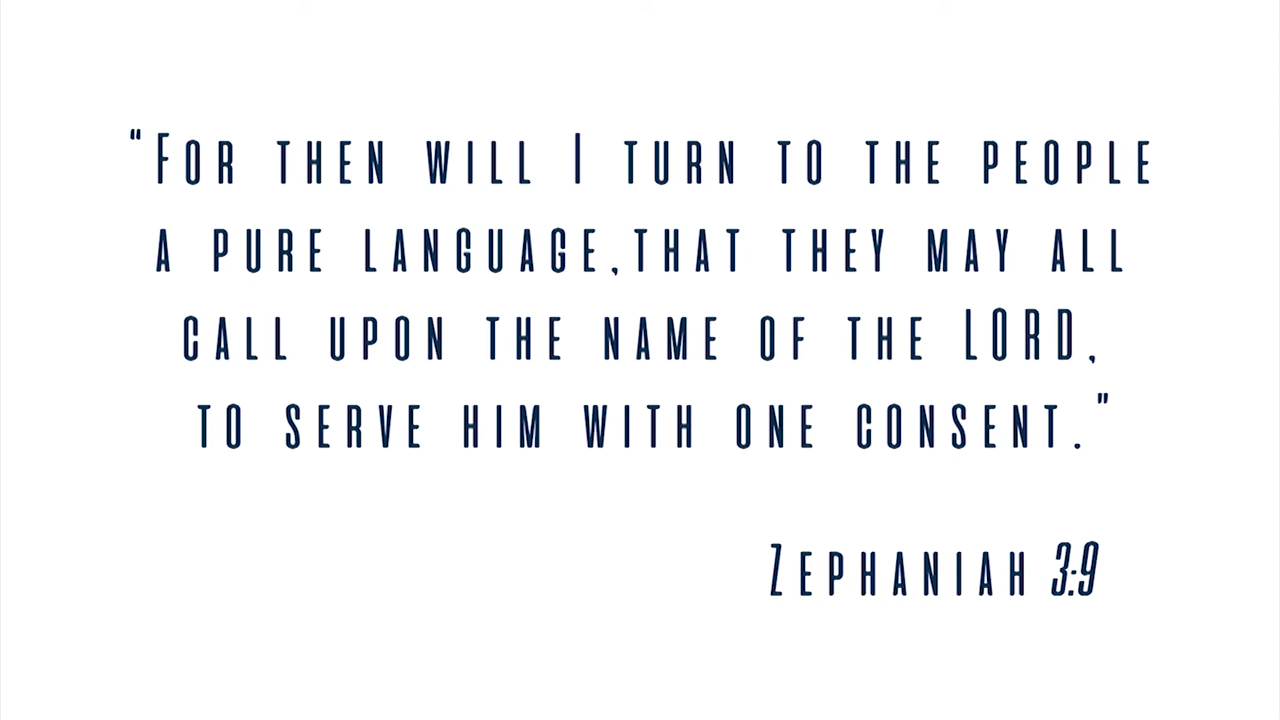 "For then will I turn to the people
a pure language,that they may all
call upon the name of the LORD,
to serve him with one consent."
Zephaniah 3:9